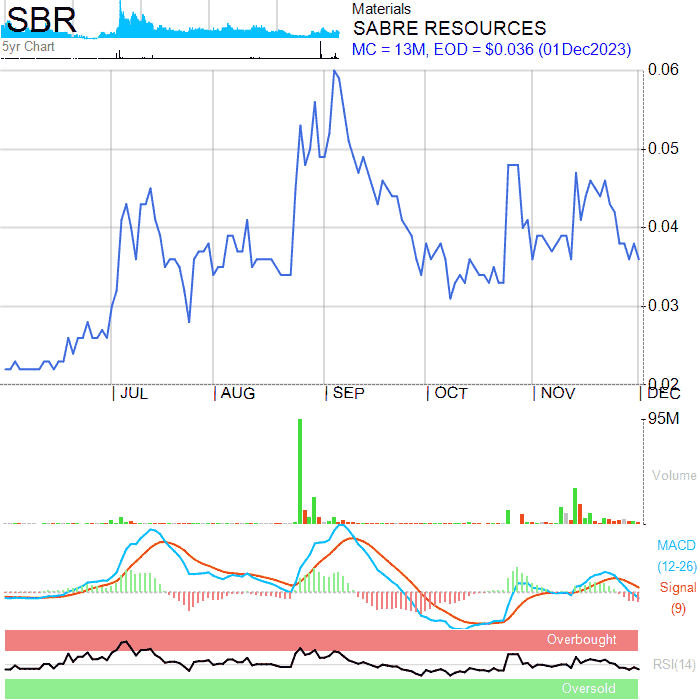 SBR
5yr Chart
Materials
SABRE RESOURCES
MC = 13M, EOD = $0.036 (01Dec2023)
0.06
0.05
0.04
0.03
0.02
JUL
AUG
SEP
OCT
NOV
DEC
95M
Volume
MACD
(12-26)
Signal
(9)
Overbought
RSI(14)
Oversold